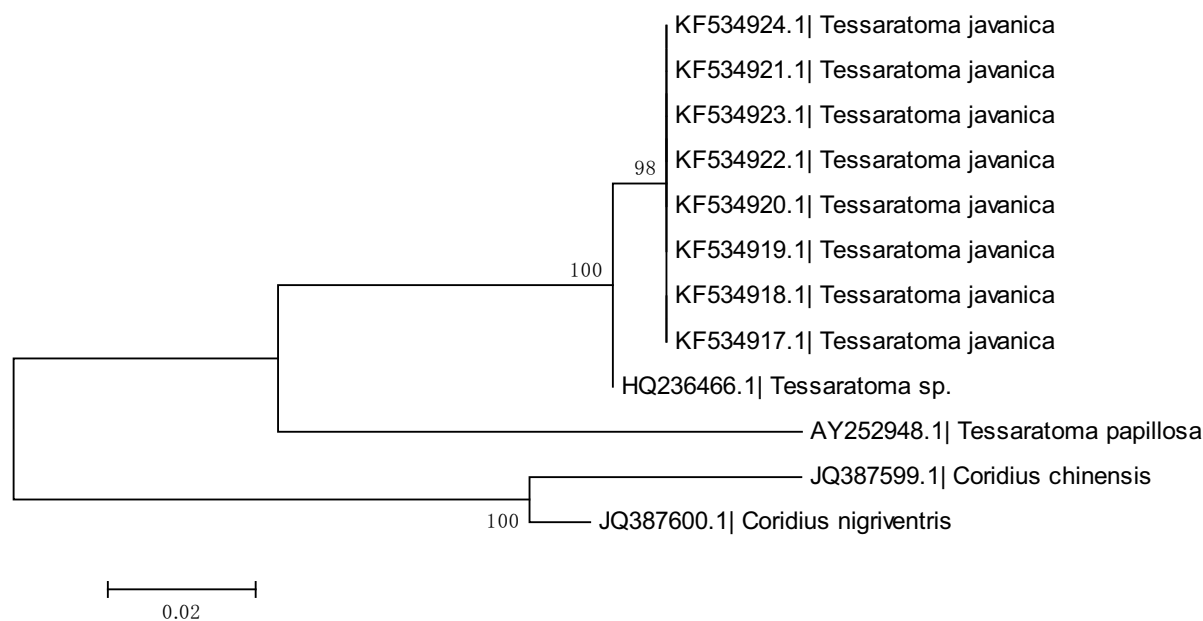 KF534924.1| Tessaratoma javanica
KF534921.1| Tessaratoma javanica
KF534923.1| Tessaratoma javanica
KF534922.1| Tessaratoma javanica
98
KF534920.1| Tessaratoma javanica
KF534919.1| Tessaratoma javanica
100
KF534918.1| Tessaratoma javanica
KF534917.1| Tessaratoma javanica
HQ236466.1| Tessaratoma sp.
AY252948.1| Tessaratoma papillosa
JQ387599.1| Coridius chinensis
100
JQ387600.1| Coridius nigriventris
0.02